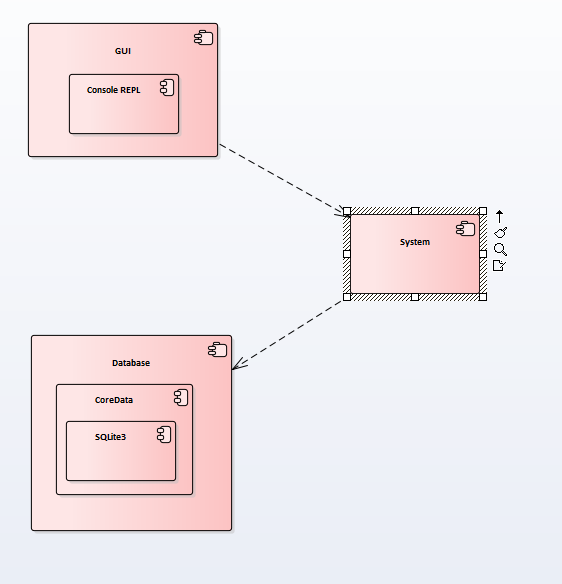 GUI
Console REPL
System
Database
CoreData
SQLite3